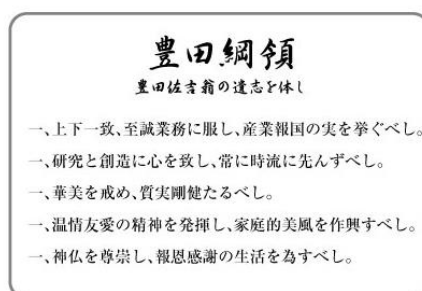 豊田綱領
豊田佐吉翁の遺志を体し
一、上下一致、至誠業務に服し、産業報国の実を挙ぐべし。
一、研究と創造に心を致し、常に時流に先んずべし。
一、華美を戒め、質実剛健たるべし。
一、温情友愛の精神を発揮し、家庭的美風を作興すべし。
一、神仏を尊崇し、報恩感謝の生活を為すべし。